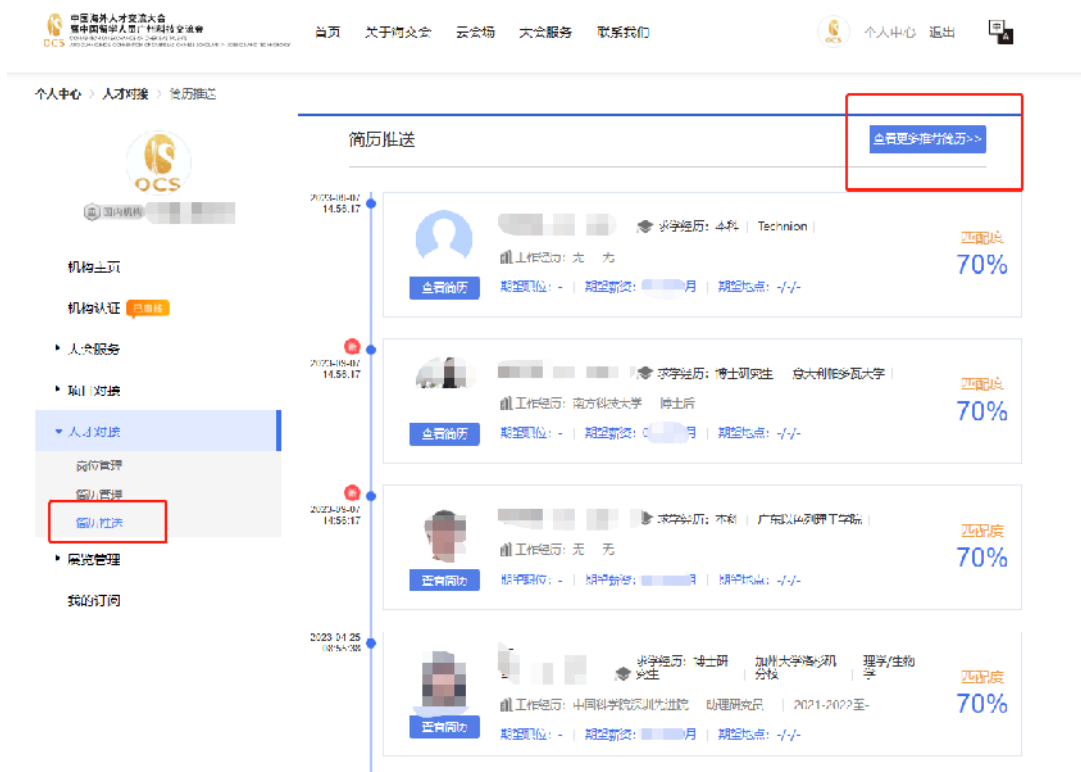 中国海外人才交流大会
暨中国留学人员广州科技交流会
OCS
首页 关于海交会 云会场 大会服务 联系我们
个人中心 退出
中 A
个人中心 > 人才对接 > 简历推送
OCS
国内机构
机构主页
机构认证 已审核
大会服务
项目对接
人才对接
岗位管理
简历管理
简历推送
展览管理
我的订阅
简历推送
查看更多推荐简历>>
2023-09-07
14:56:17
求学经历：本科 | Technion |
工作经历：无 无
匹配度
70%
查看简历
期望职位：- | 期望薪资： 月 | 期望地点：-/-/-
新
2023-09-07
14:56:17
求学经历：博士研究生 意大利帕多瓦大学 |
工作经历：南方科技大学 博士后
匹配度
70%
查看简历
期望职位：- | 期望薪资： 月 | 期望地点：-/-/-
新
2023-09-07
14:56:17
求学经历：本科 | 广东以色列理工学院 |
工作经历：无 无
匹配度
70%
查看简历
期望职位：- | 期望薪资： 月 | 期望地点：-/-/-
2023-04-25
08:55:38
求学经历：博士研究生 | 加州大学洛杉矶分校 | 理学/生物学
工作经历：中国科学院深圳先进院 助理研究员 | 2021-2022至-
匹配度
70%
查看简历
期望职位：- | 期望薪资： 月 | 期望地点：-/-/-